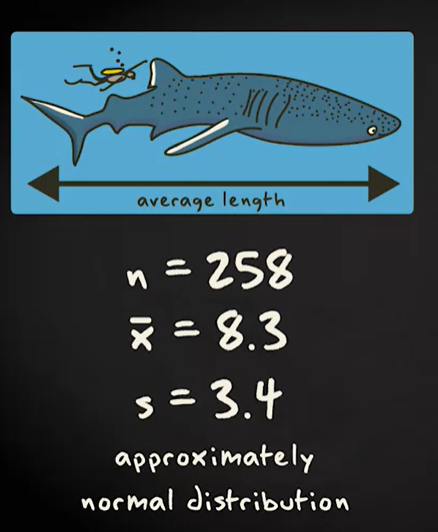 average length
n = 258
x̄ = 8.3
s = 3.4
approximately
normal distribution